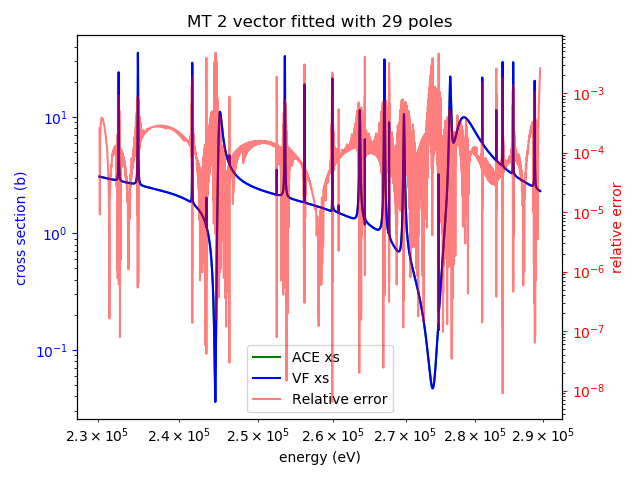 MT 2 vector fitted with 29 poles
cross section (b)
10¹
10⁰
10⁻¹
10⁻³
10⁻⁴
10⁻⁵
10⁻⁶
10⁻⁷
10⁻⁸
relative error
ACE xs
VF xs
Relative error
2.3 × 10⁵ 2.4 × 10⁵ 2.5 × 10⁵ 2.6 × 10⁵ 2.7 × 10⁵ 2.8 × 10⁵ 2.9 × 10⁵
energy (eV)